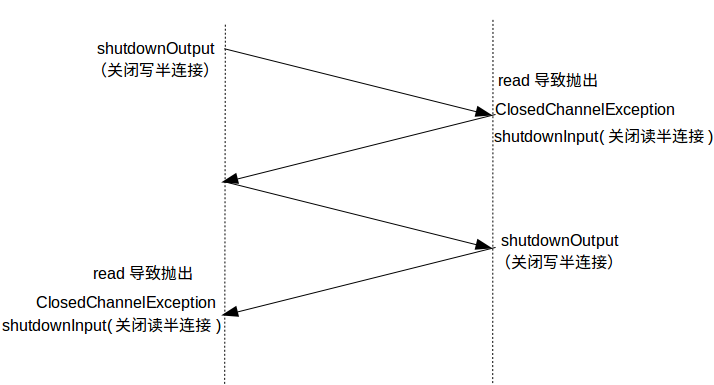 shutdownOutput
（关闭写半连接）
read 导致抛出
ClosedChannelException
shutdownInput( 关闭读半连接 )
shutdownOutput
（关闭写半连接）
read 导致抛出
ClosedChannelException
shutdownInput( 关闭读半连接 )